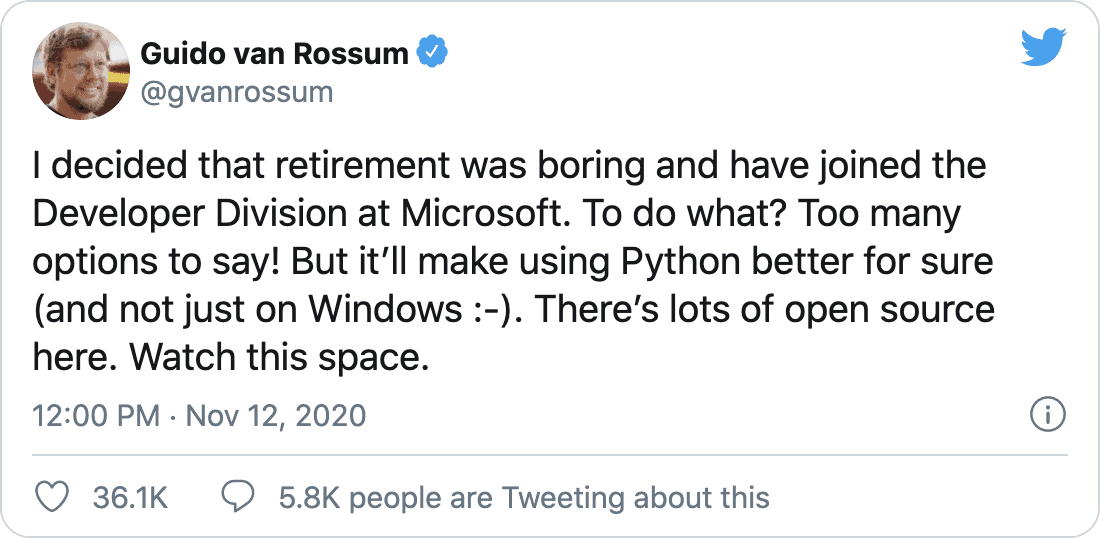 Guido van Rossum
@gvanrossum
I decided that retirement was boring and have joined the
Developer Division at Microsoft. To do what? Too many
options to say! But it’ll make using Python better for sure
(and not just on Windows :-). There’s lots of open source
here. Watch this space.
12:00 PM · Nov 12, 2020
36.1K 5.8K people are Tweeting about this